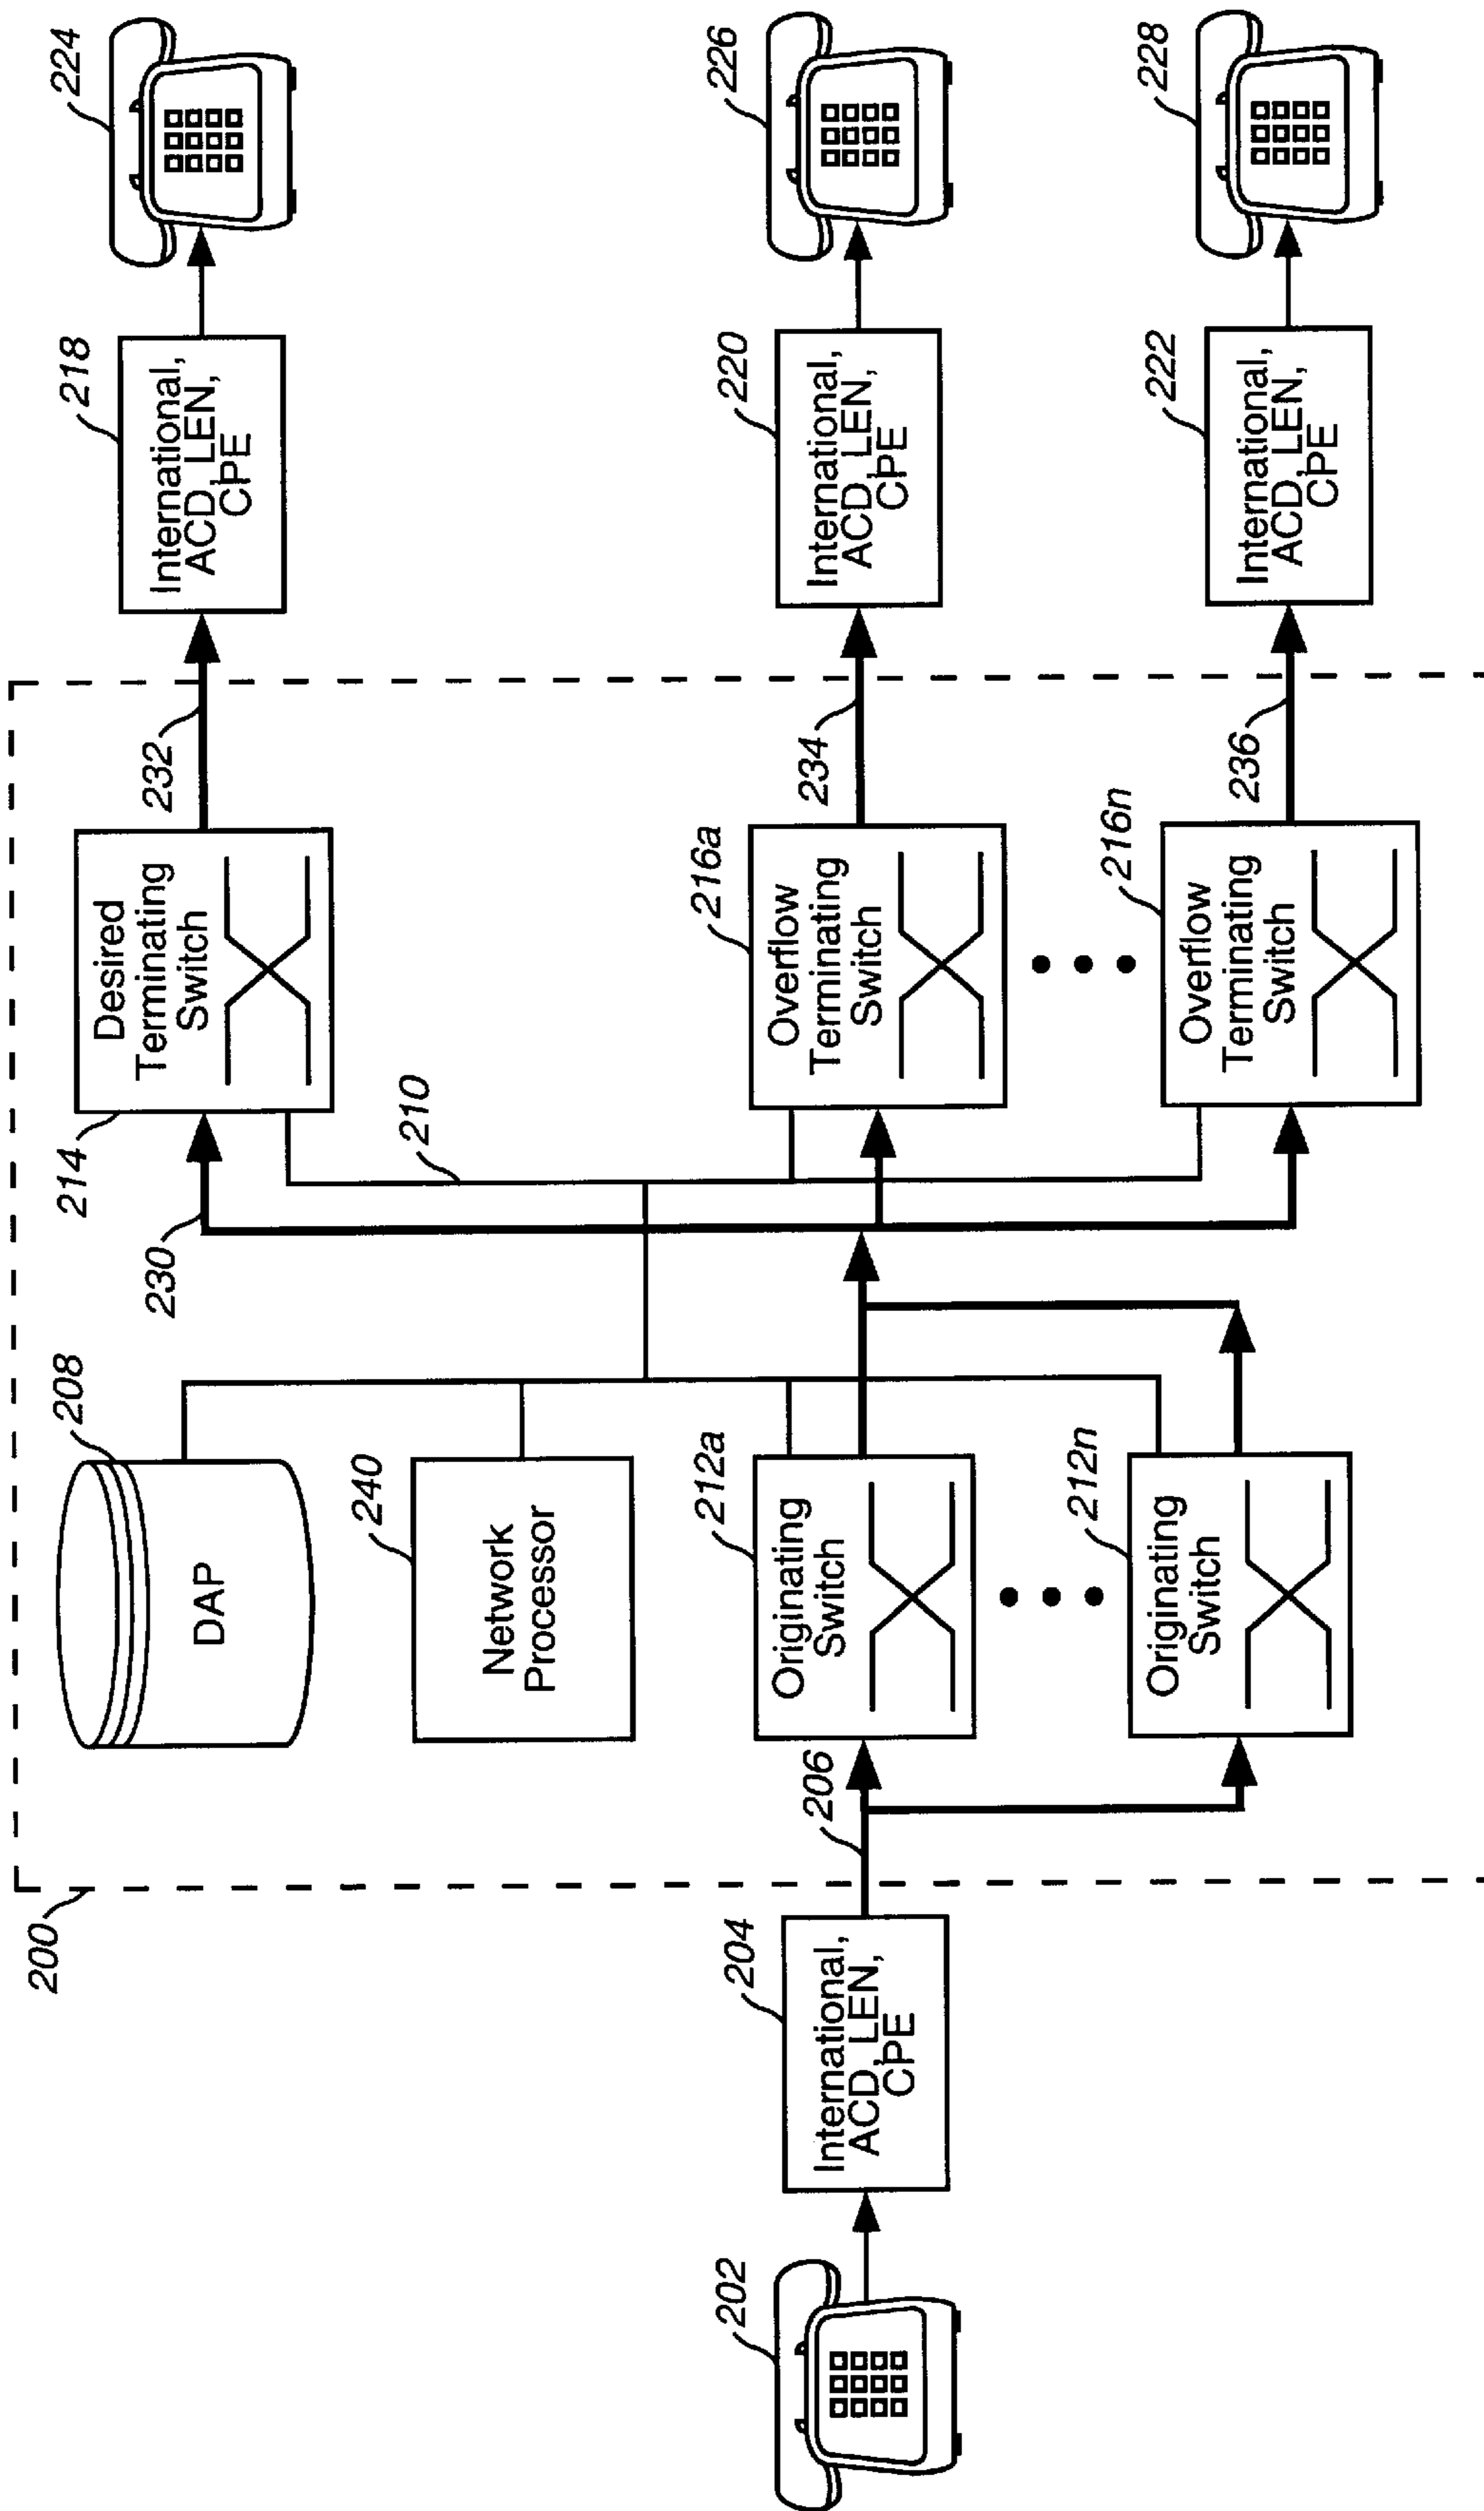 200
202
204
International,
ACD, LEN,
CPE
206
208
DAP
240
Network
Processor
212a
Originating
Switch
212n
Originating
Switch
210
230
214
Desired
Terminating
Switch
216a
Overflow
Terminating
Switch
216n
Overflow
Terminating
Switch
232
234
236
218
International,
ACD, LEN,
CPE
220
International,
ACD, LEN,
CPE
222
International,
ACD, LEN,
CPE
224
226
228